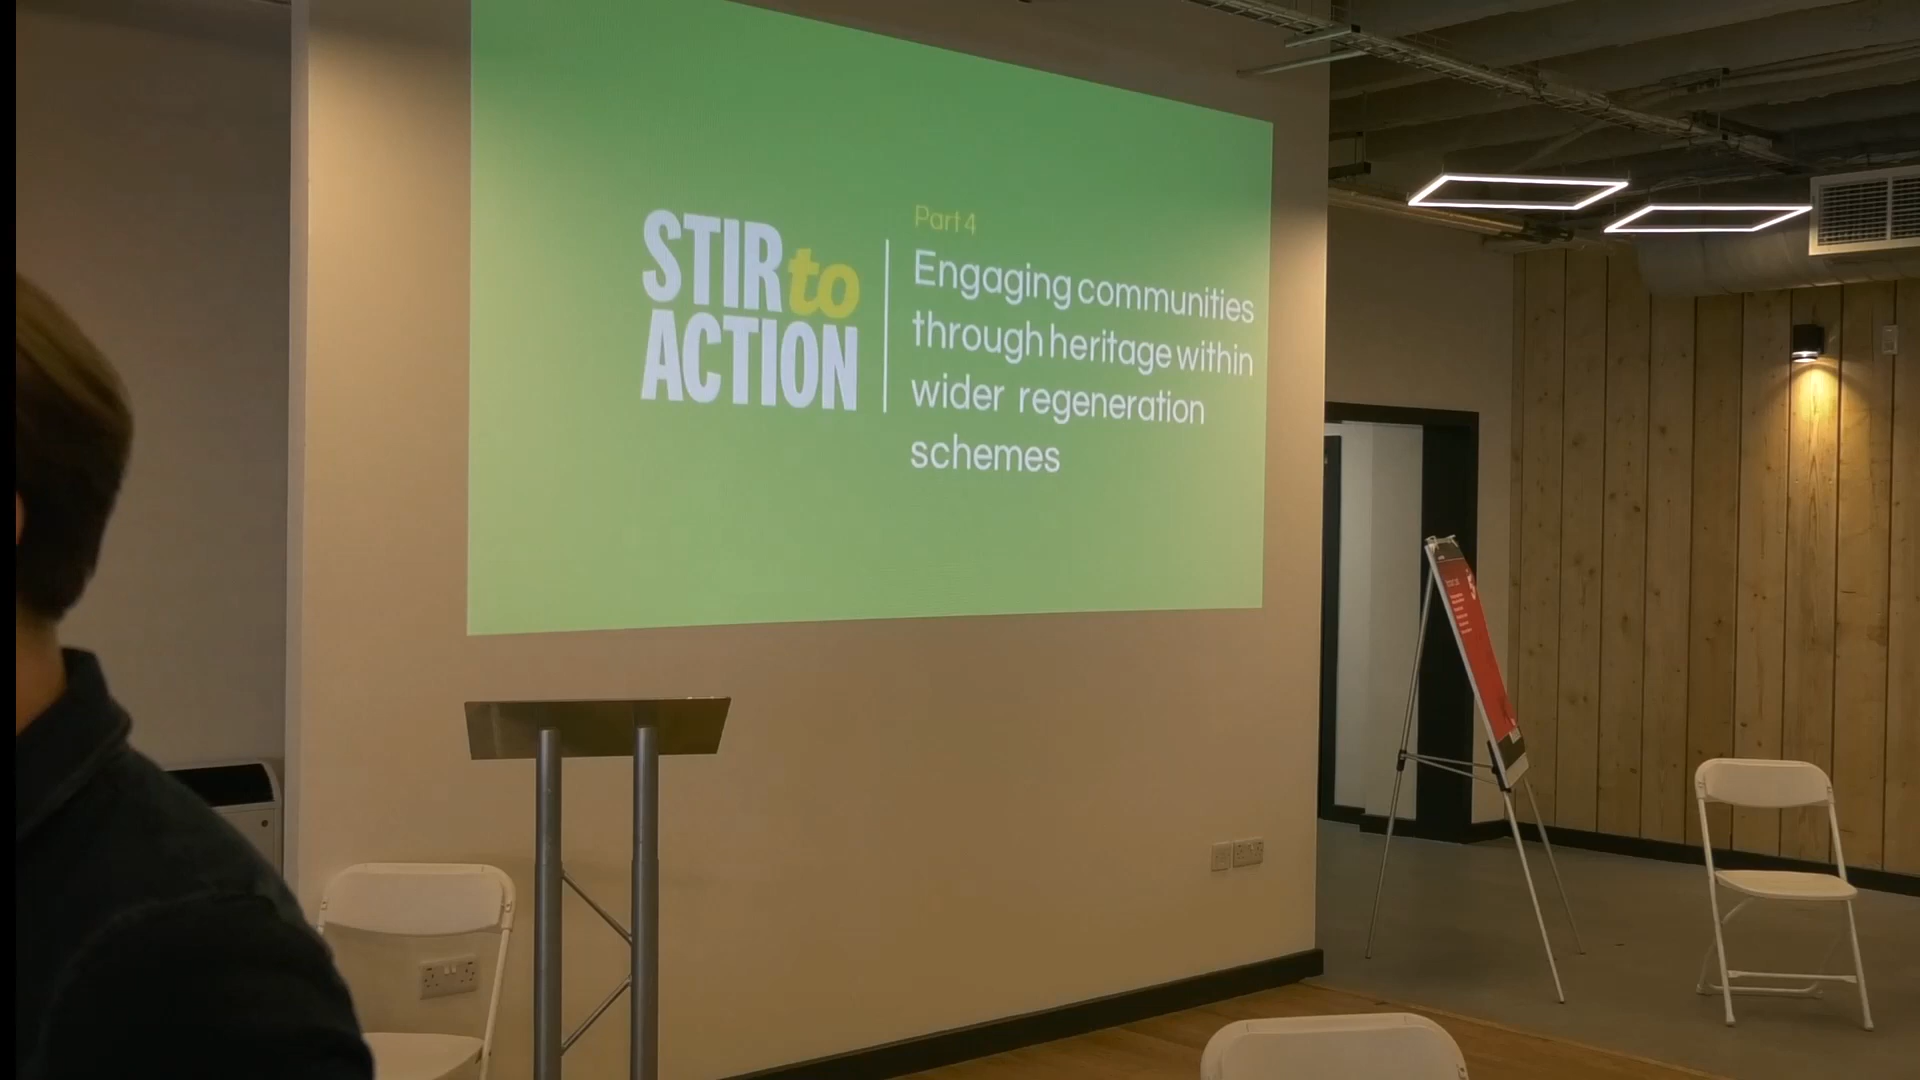 STIR to
ACTION
Part 4
Engaging communities
through heritage within
wider regeneration
schemes